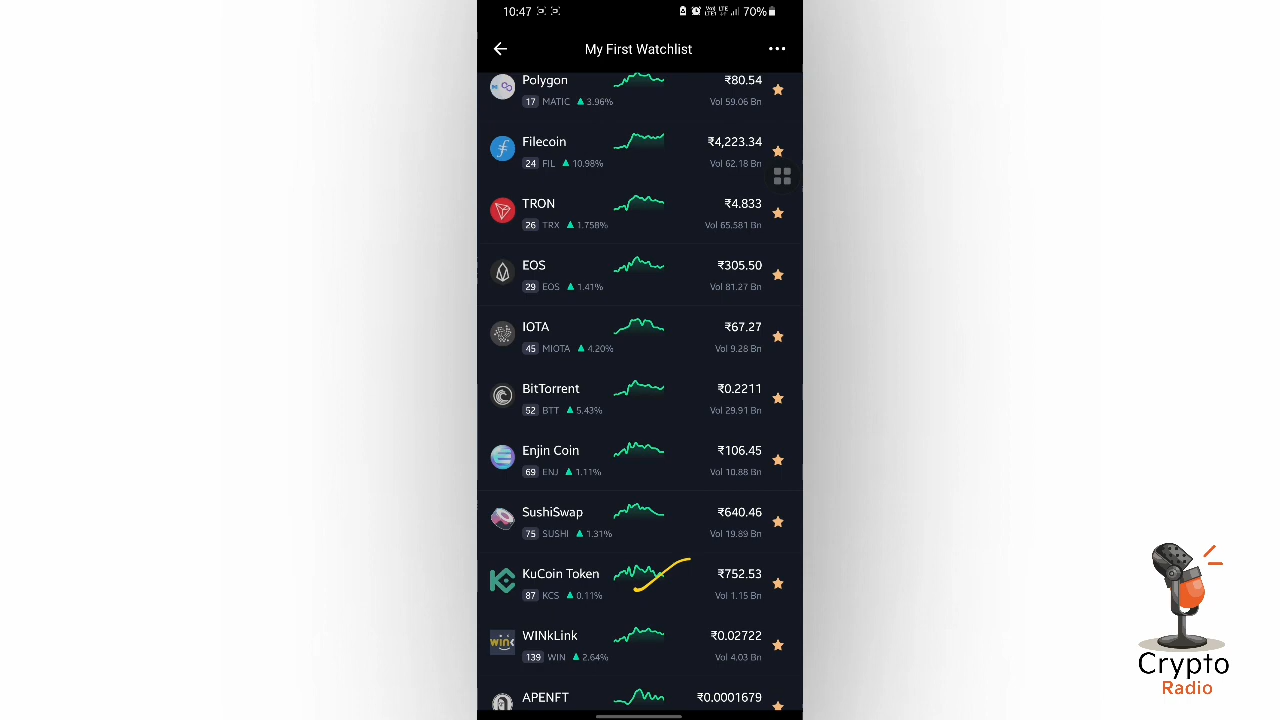 10:47 Vo) LTE LTE1 70%
My First Watchlist
Polygon ₹80.54
17 MATIC ▲ 3.96% Vol 59.06 Bn
Filecoin ₹4,223.34
24 FIL ▲ 10.98% Vol 62.18 Bn
TRON ₹4.833
26 TRX ▲ 1.758% Vol 65.581 Bn
EOS ₹305.50
29 EOS ▲ 1.41% Vol 81.27 Bn
IOTA ₹67.27
45 MIOTA ▲ 4.20% Vol 9.28 Bn
BitTorrent ₹0.2211
52 BTT ▲ 5.43% Vol 29.91 Bn
Enjin Coin ₹106.45
69 ENJ ▲ 1.11% Vol 10.88 Bn
SushiSwap ₹640.46
75 SUSHI ▲ 1.31% Vol 19.89 Bn
KuCoin Token ₹752.53
87 KCS ▲ 0.11% Vol 1.15 Bn
WINkLink ₹0.02722
139 WIN ▲ 2.64% Vol 4.03 Bn
APENFT ₹0.0001679
Crypto
Radio